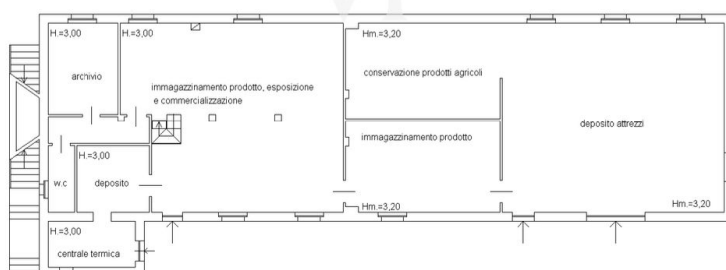 H.=3,00
H.=3,00
Hm.=3,20
archivio
conservazione prodotti agricoli
immagazzinamento prodotto, esposizione
e commercializzazione
deposito attrezzi
immagazzinamento prodotto
H.=3,00
w.c
deposito
Hm.=3,20
Hm.=3,20
H.=3,00
centrale termica